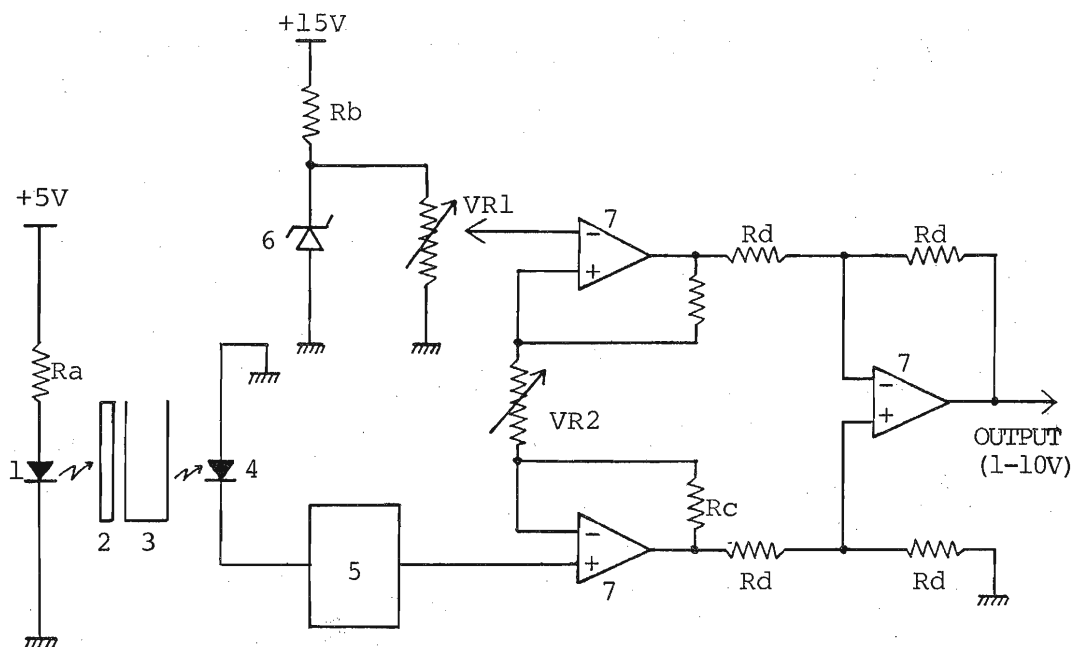 +15V
Rb
+5V
VR1
6
7
−
+
Rd
Rd
Ra
7
−
+
VR2
OUTPUT
(1-10V)
1
4
2
3
Rc
5
−
+
7
Rd
Rd